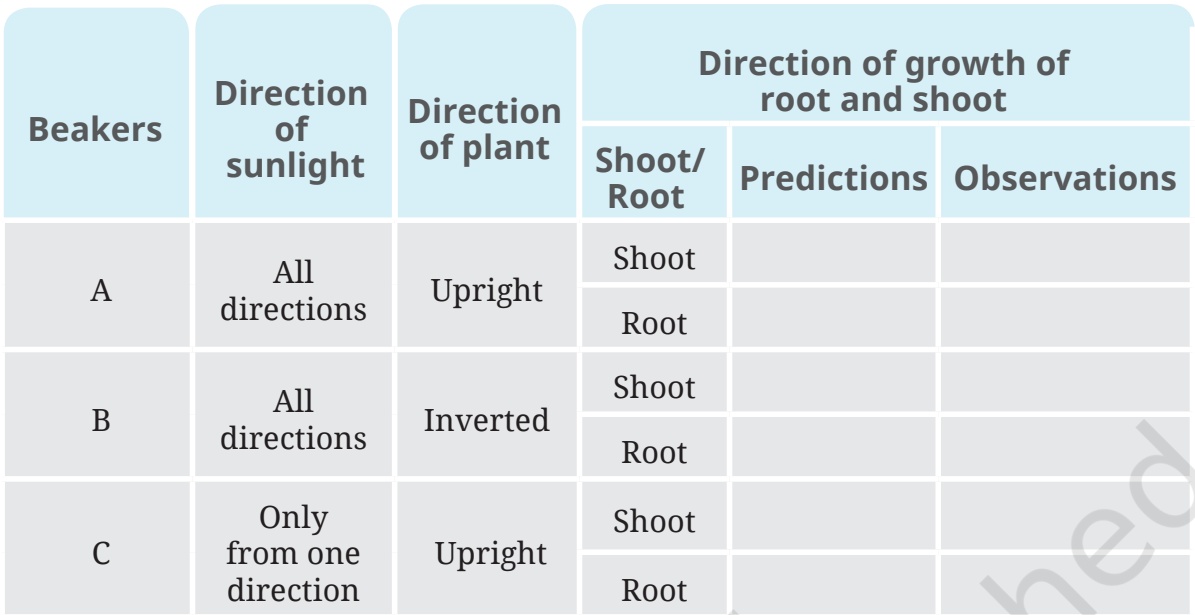 Beakers
Direction
of
sunlight
Direction
of plant
Direction of growth of
root and shoot
Shoot/
Root
Predictions
Observations
A
All
directions
Upright
Shoot
Root
B
All
directions
Inverted
Shoot
Root
C
Only
from one
direction
Upright
Shoot
Root